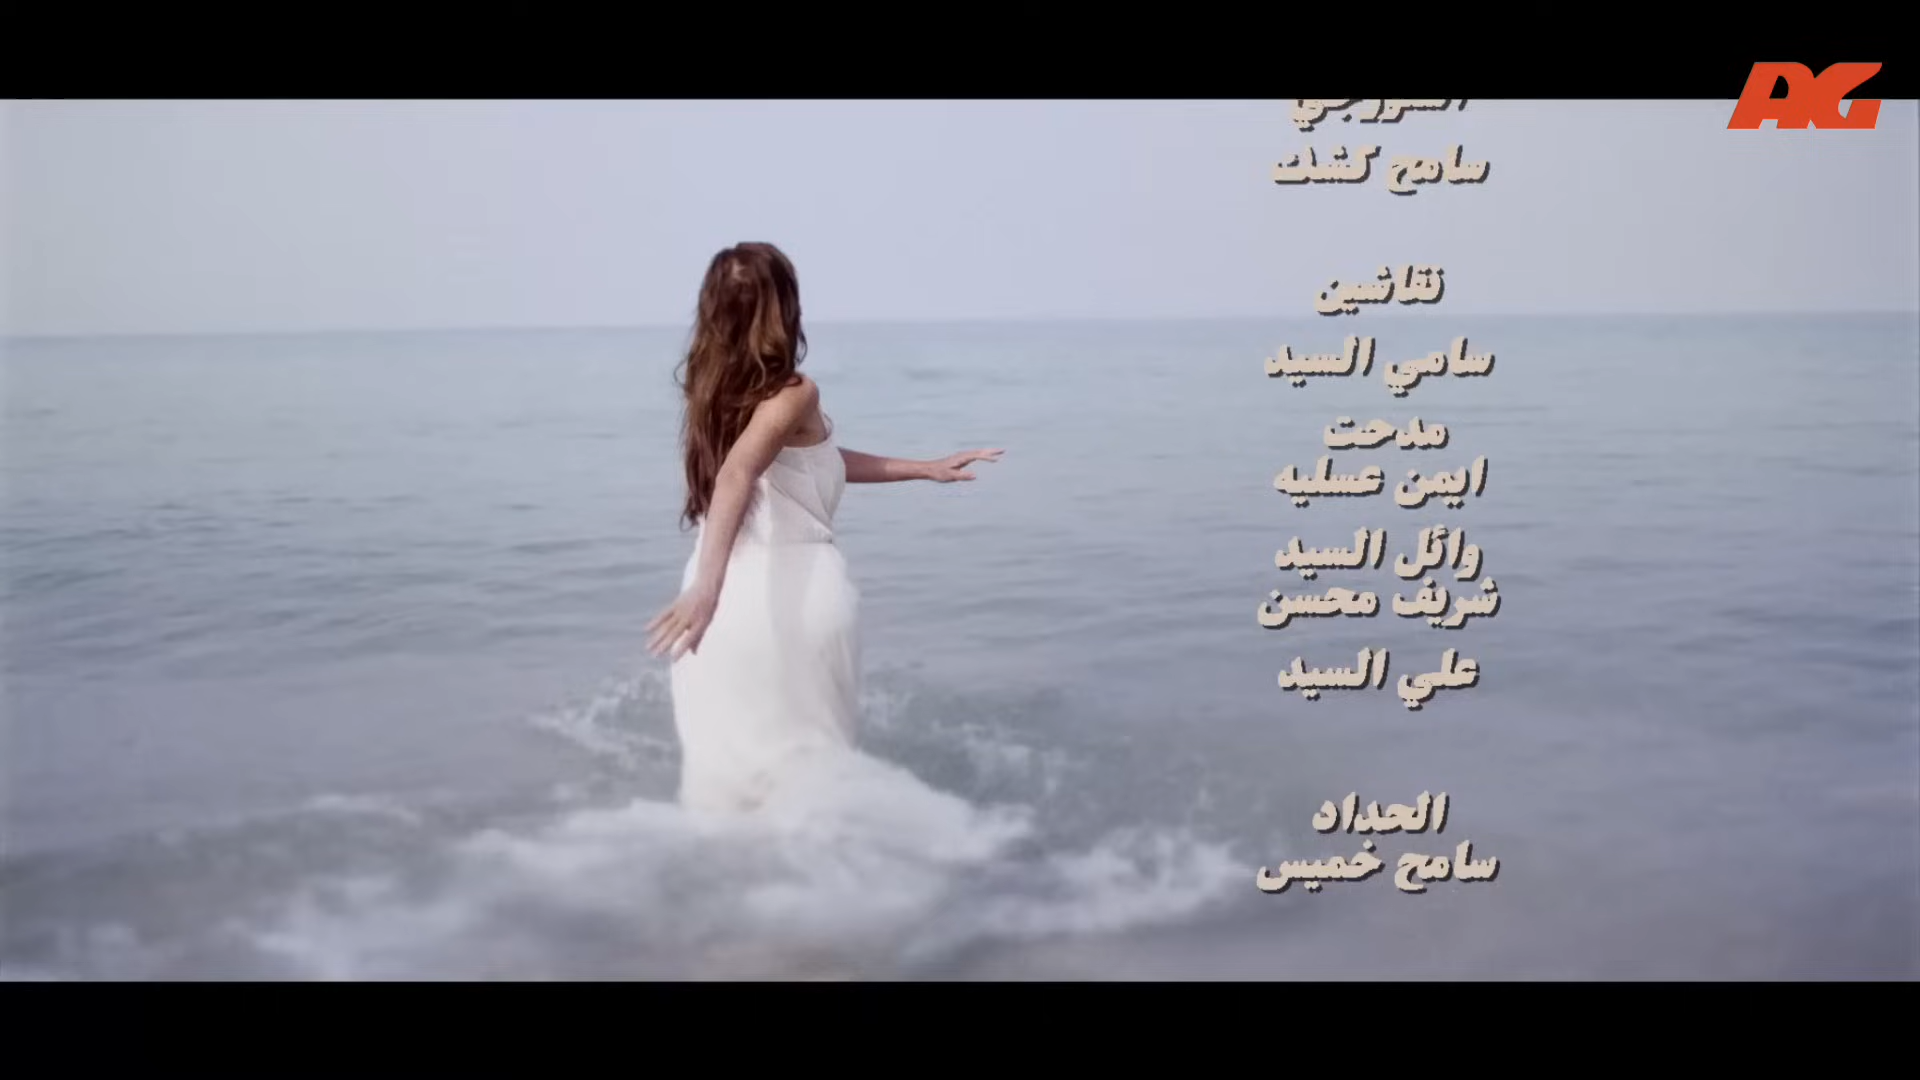 AG
سامح كشك
نقاشين
سامي السيد
مدحت
ايمن عسليه
وائل السيد
شريف محسن
علي السيد
الحداد
سامح خميس